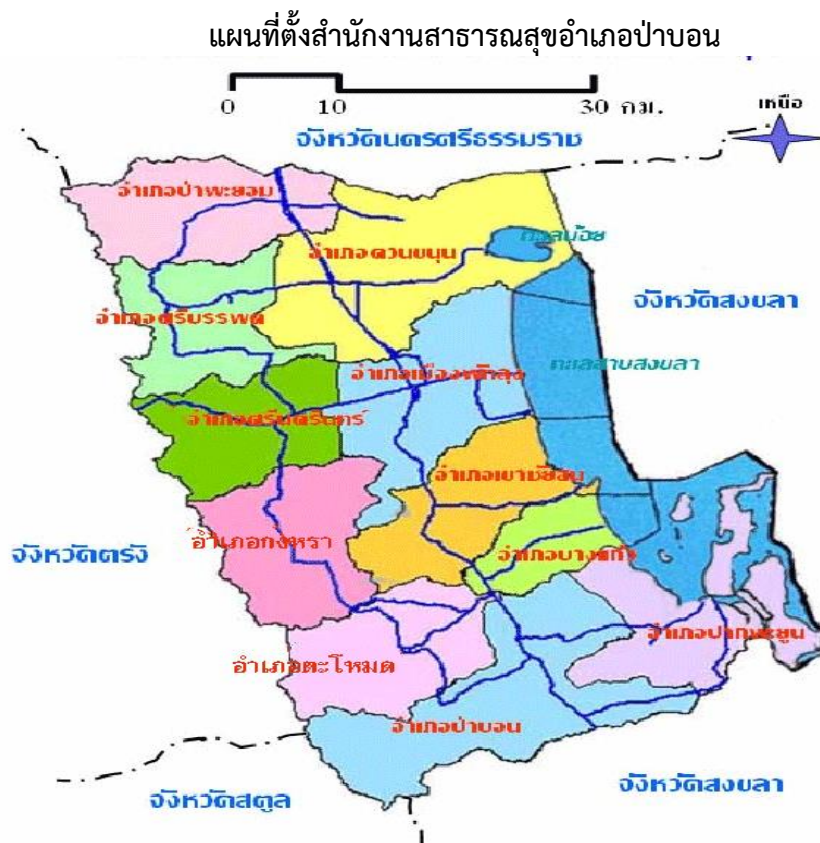 แผนที่ตั้งสำนักงานสาธารณสุขอำเภอป่าบอน
0 10 30 กม.
เหนือ
จังหวัดนครศรีธรรมราช
อำเภอป่าพะยอม
ทะเลน้อย
อำเภอควนขนุน
จังหวัดสงขลา
อำเภอศรีบรรพต
ทะเลสาบสงขลา
อำเภอเมืองพัทลุง
อำเภอศรีนครินทร์
อำเภอเขาชัยสน
จังหวัดตรัง
อำเภอกงหรา
อำเภอบางแก้ว
อำเภอปากพะยูน
อำเภอตะโหมด
อำเภอป่าบอน
จังหวัดสตูล
จังหวัดสงขลา